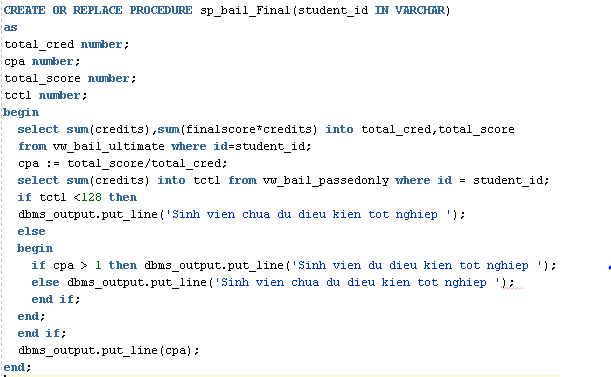 CREATE OR REPLACE PROCEDURE sp_bail_Final(student_id IN VARCHAR)
as
total_cred number;
cpa number;
total_score number;
tctl number;
begin
  select sum(credits),sum(finalscore*credits) into total_cred,total_score
  from vw_bail_ultimate where id=student_id;
  cpa := total_score/total_cred;
  select sum(credits) into tctl from vw_bail_passedonly where id = student_id;
  if tctl <128 then
  dbms_output.put_line('Sinh vien chua du dieu kien tot nghiep ');
  else
  begin
    if cpa > 1 then dbms_output.put_line('Sinh vien du dieu kien tot nghiep ');
    else dbms_output.put_line('Sinh vien chua du dieu kien tot nghiep ');
    end if;
  end;
  end if;
  dbms_output.put_line(cpa);
end;